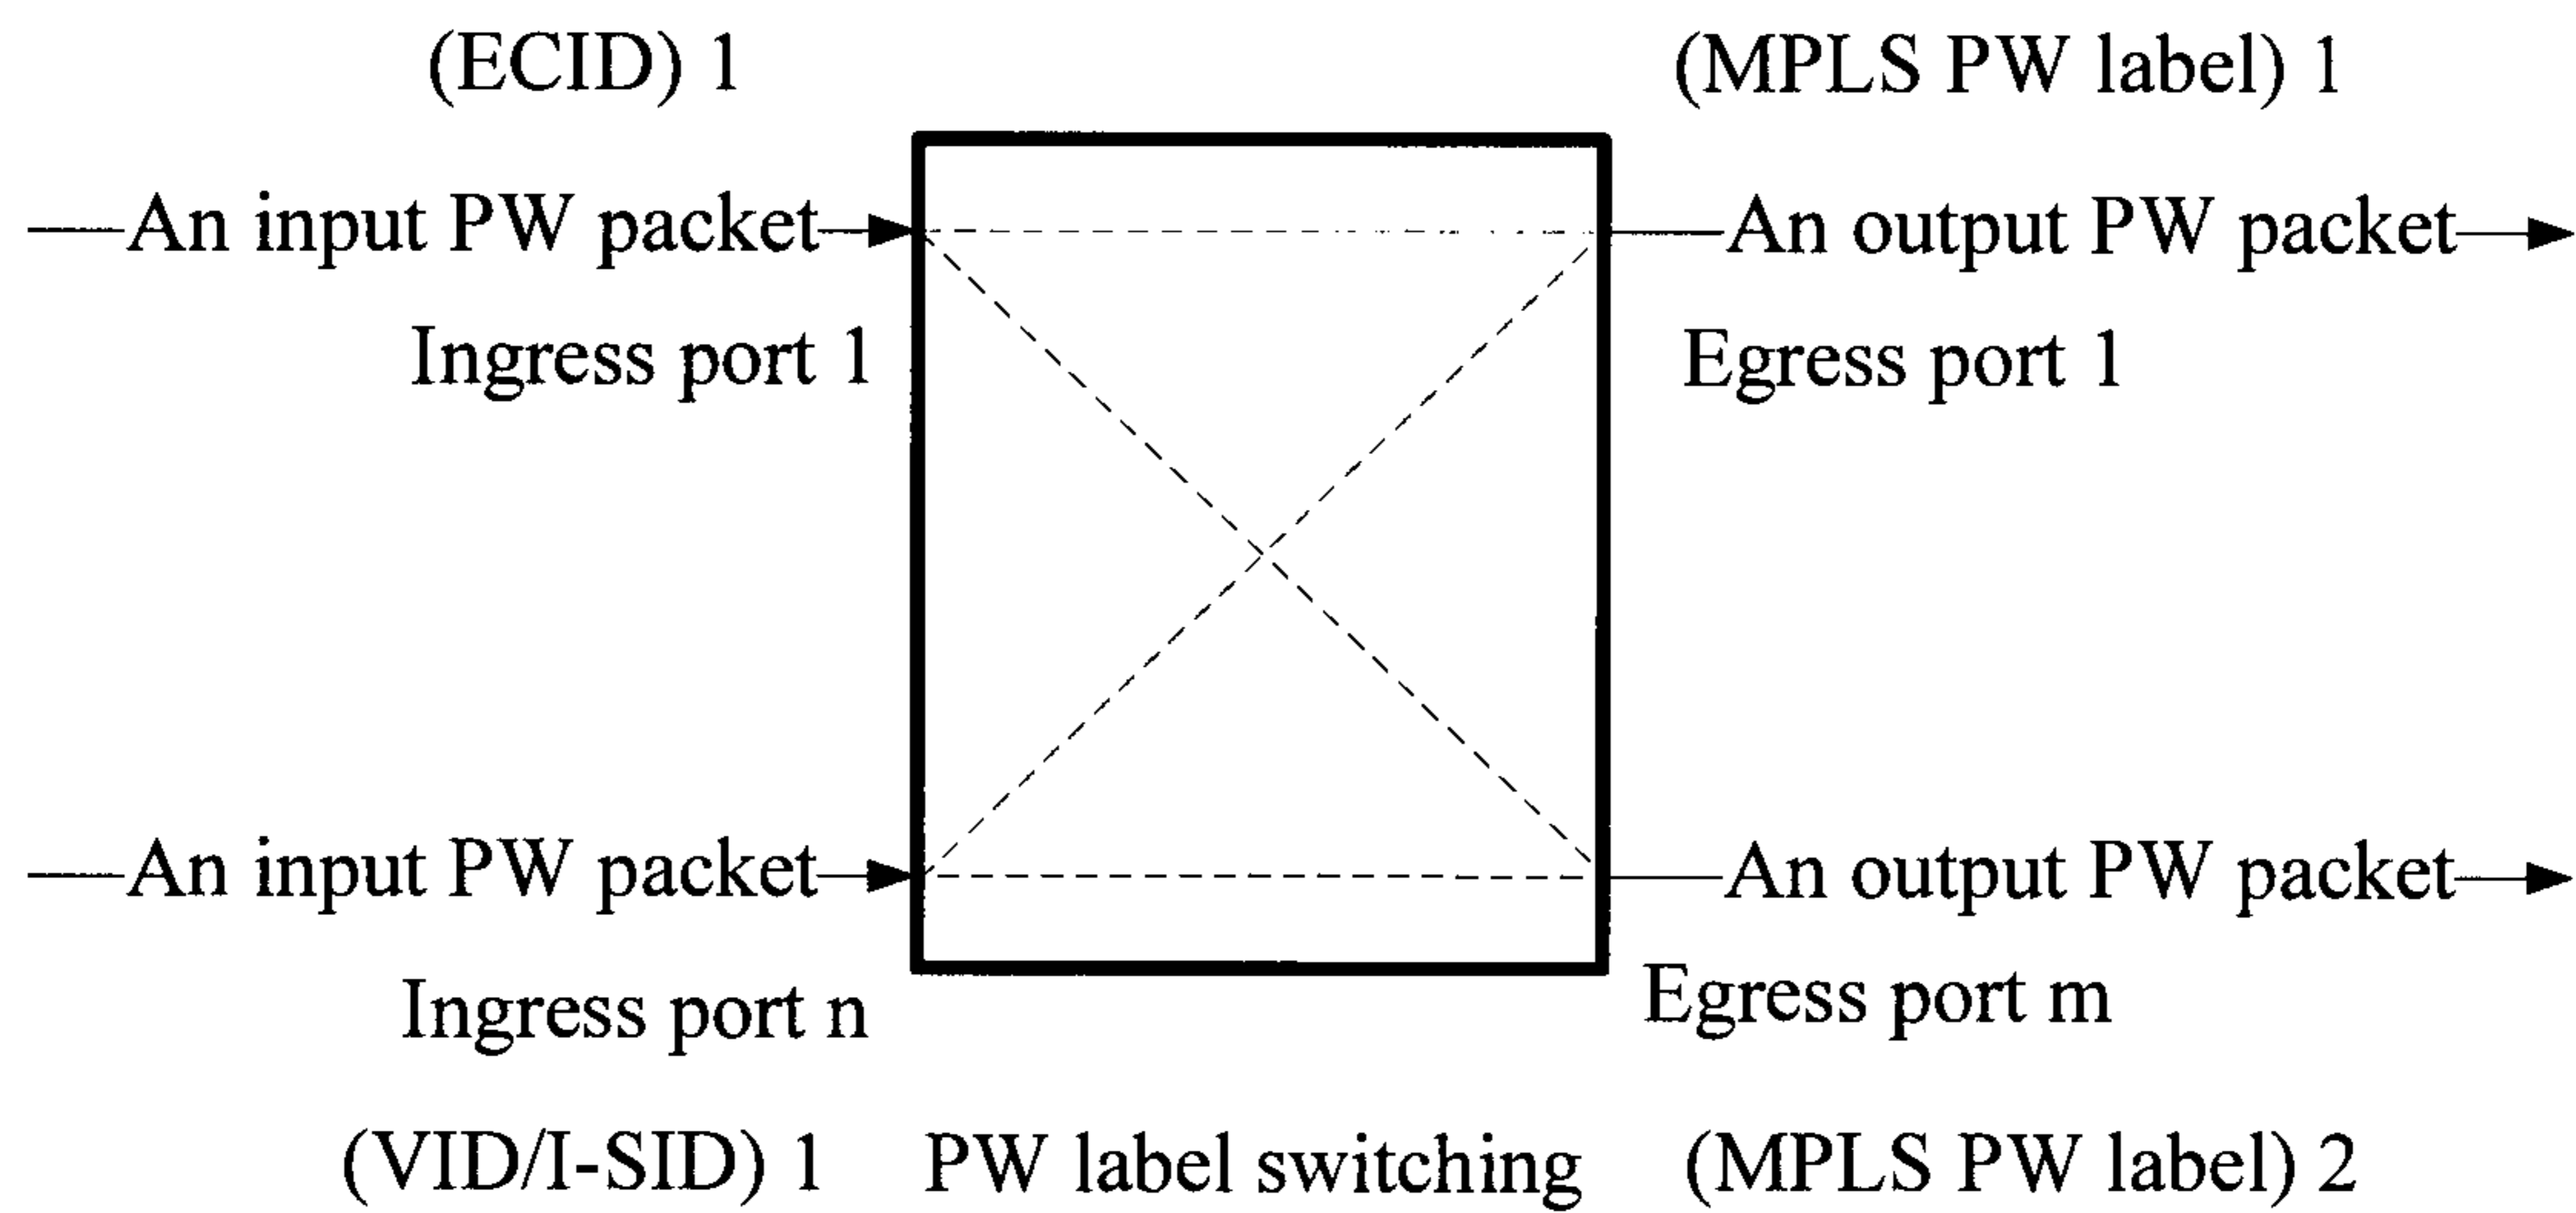 (ECID) 1
(MPLS PW label) 1
An input PW packet
An output PW packet
Ingress port 1
Egress port 1
An input PW packet
An output PW packet
Ingress port n
Egress port m
(VID/I-SID) 1
PW label switching
(MPLS PW label) 2